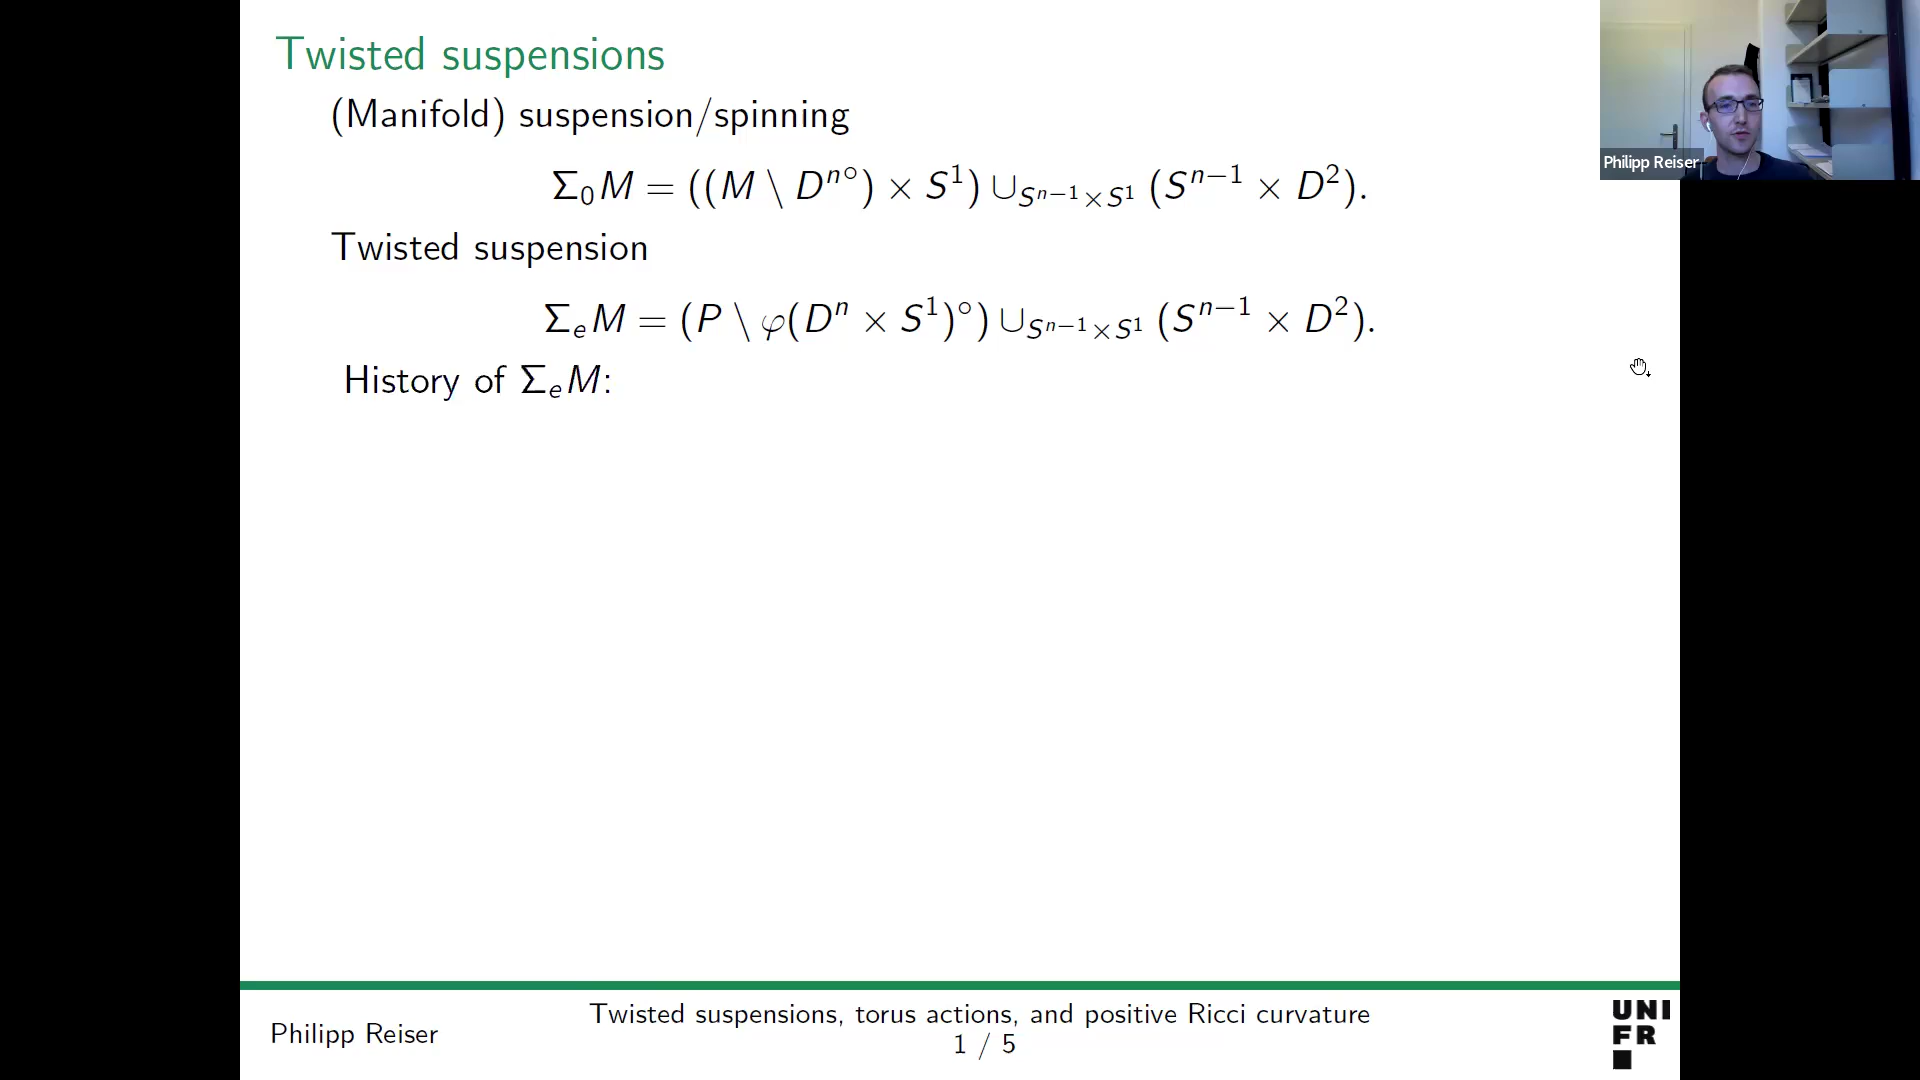 Twisted suspensions
(Manifold) suspension/spinning
Σ₀M = ((M \ Dⁿ°) × S¹) ∪_{Sⁿ⁻¹×S¹} (Sⁿ⁻¹ × D²).
Twisted suspension
ΣₑM = (P \ φ(Dⁿ × S¹)°) ∪_{Sⁿ⁻¹×S¹} (Sⁿ⁻¹ × D²).
History of ΣₑM:
Philipp Reiser
Philipp Reiser
Twisted suspensions, torus actions, and positive Ricci curvature
1 / 5
UNI
FR